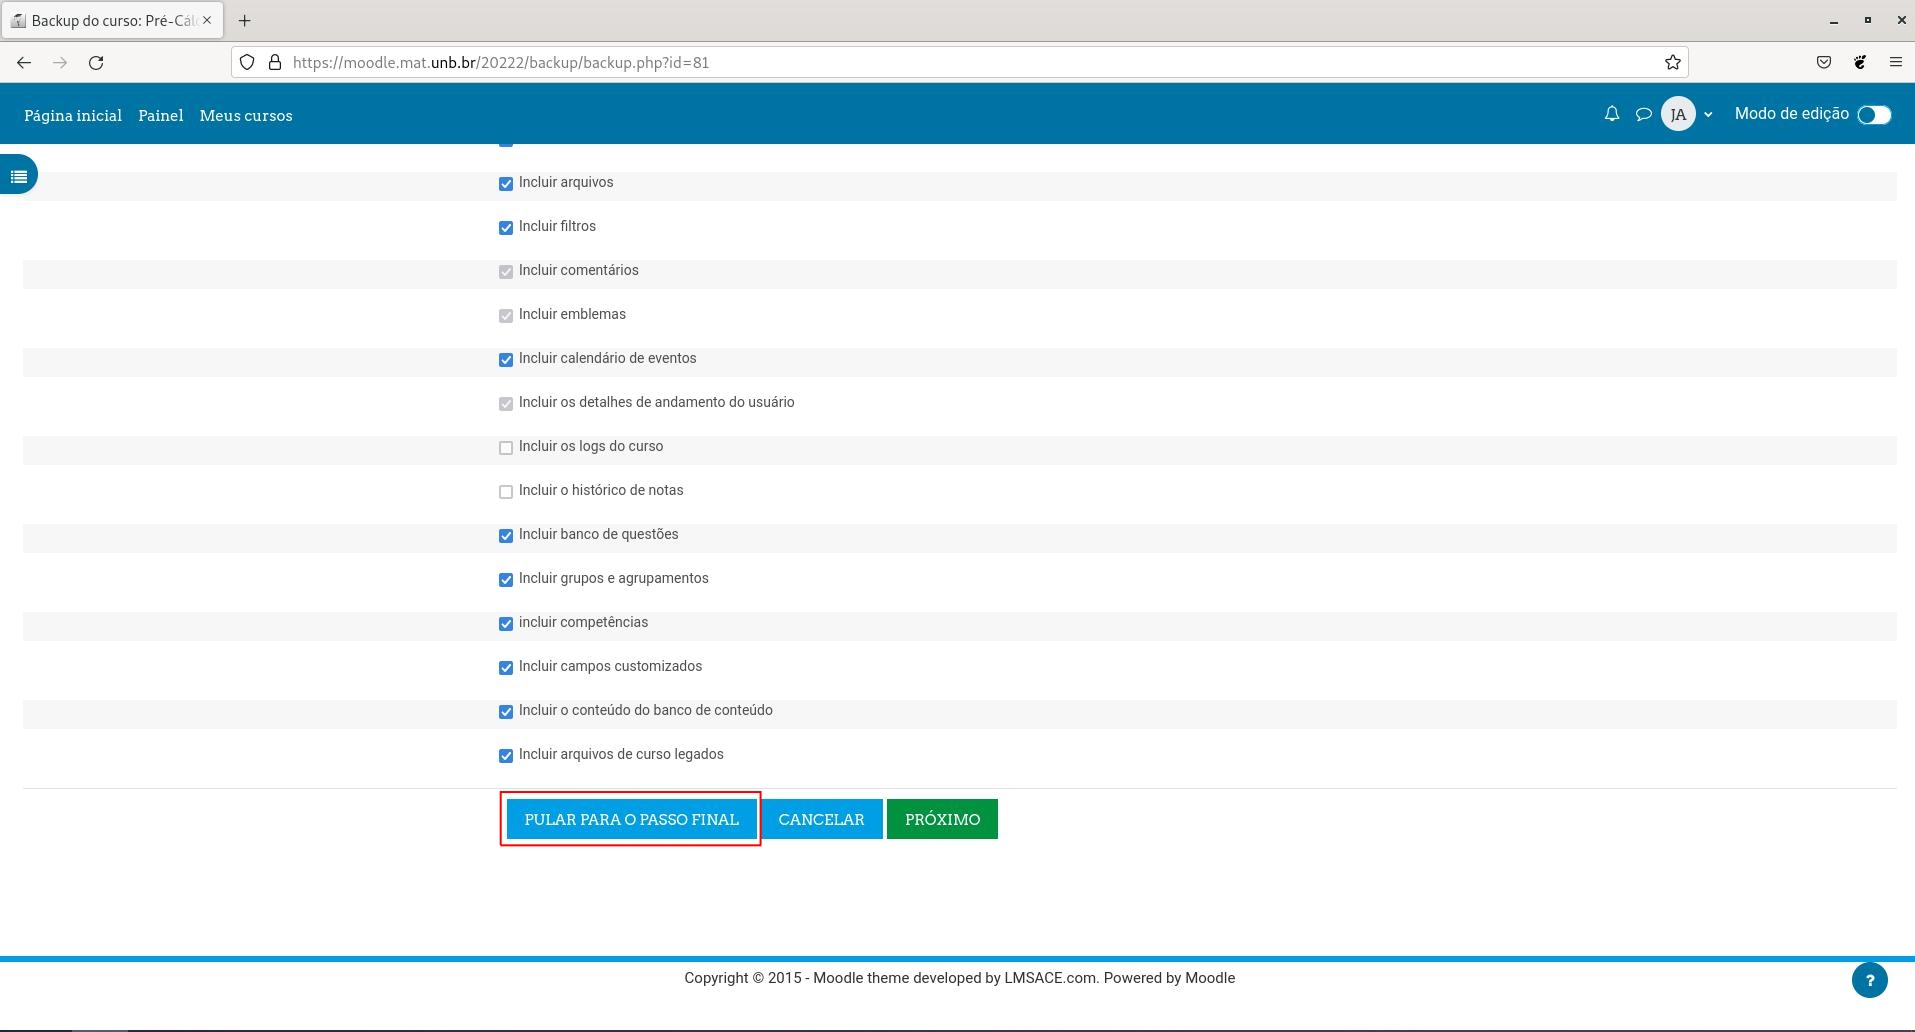 Backup do curso: Pré-Cálc
https://moodle.mat.unb.br/20222/backup/backup.php?id=81
Página inicial Painel Meus cursos JA Modo de edição
Incluir arquivos
Incluir filtros
Incluir comentários
Incluir emblemas
Incluir calendário de eventos
Incluir os detalhes de andamento do usuário
Incluir os logs do curso
Incluir o histórico de notas
Incluir banco de questões
Incluir grupos e agrupamentos
incluir competências
Incluir campos customizados
Incluir o conteúdo do banco de conteúdo
Incluir arquivos de curso legados
PULAR PARA O PASSO FINAL CANCELAR PRÓXIMO
Copyright © 2015 - Moodle theme developed by LMSACE.com. Powered by Moodle
?